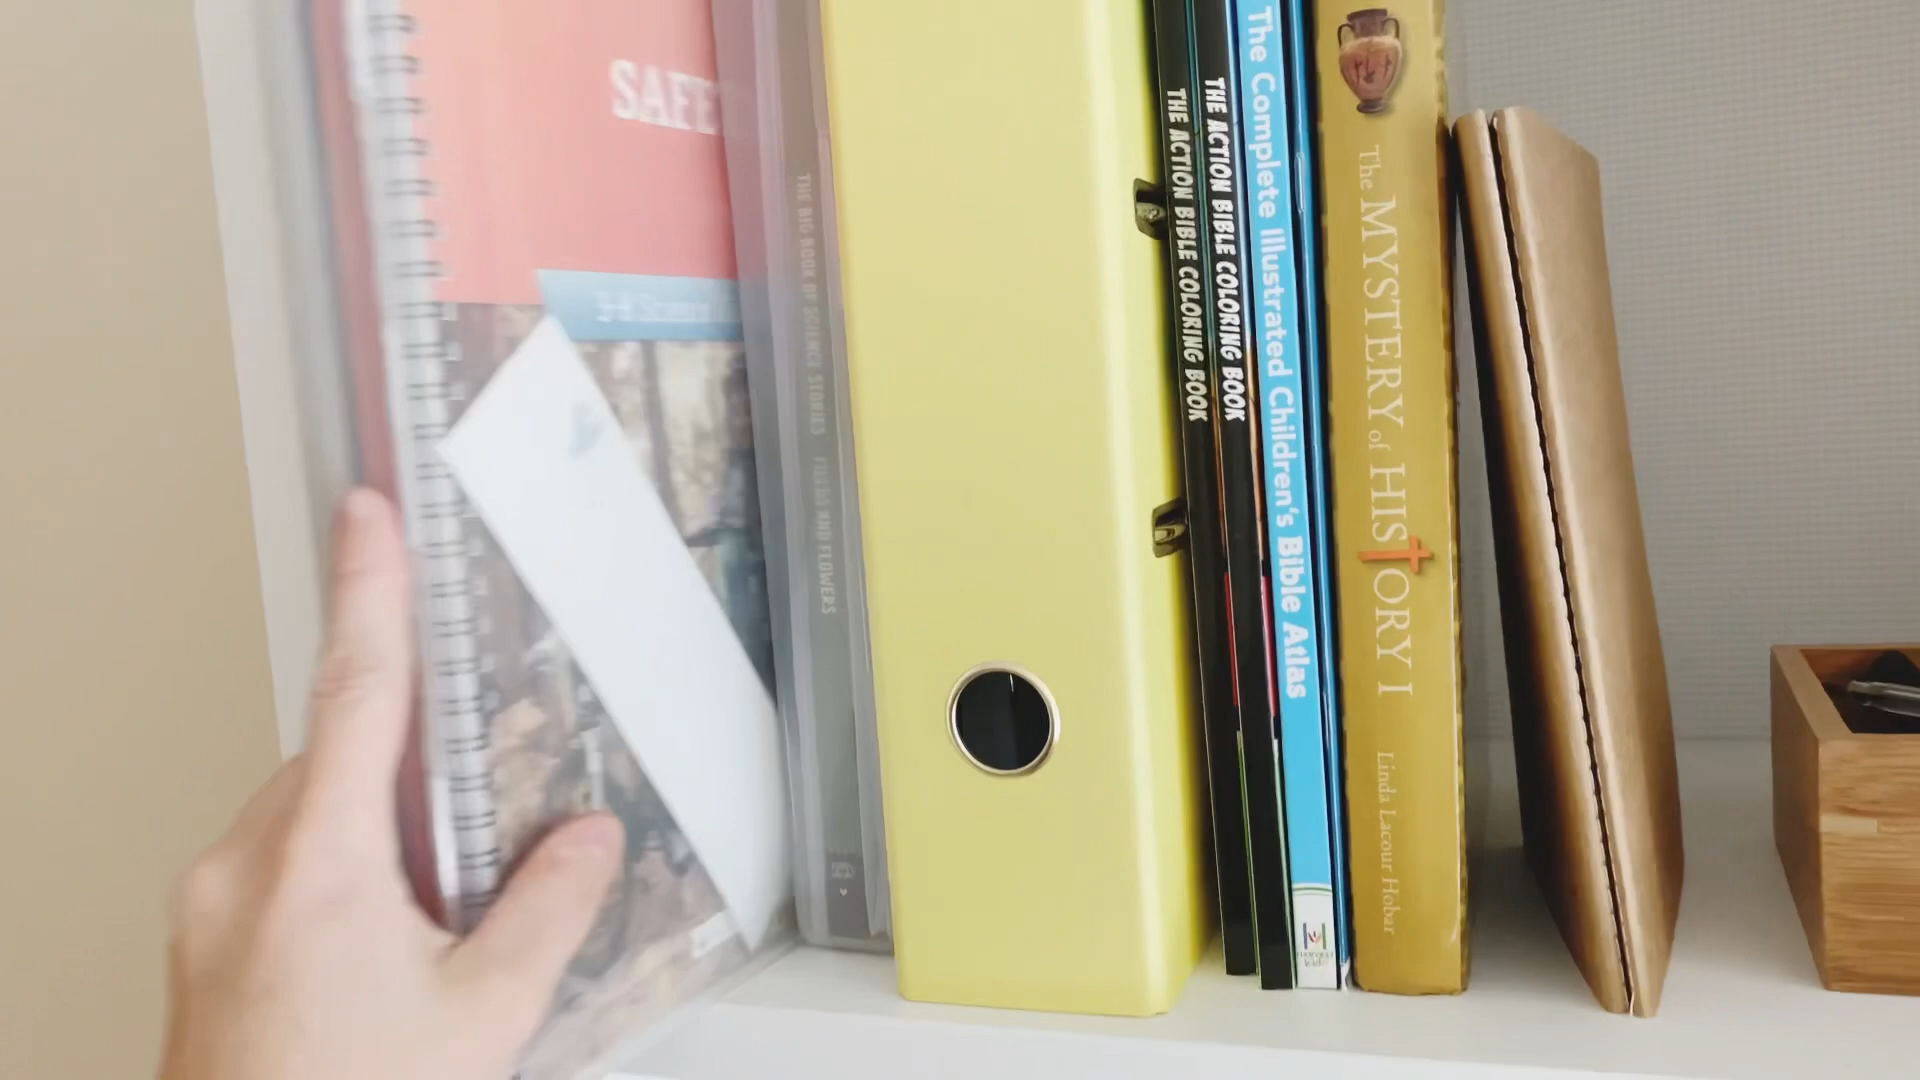 SAFE
THE BIG BOOK OF SCIENCE STORIES
FIELDS AND FLOWERS
THE ACTION BIBLE COLORING BOOK
THE ACTION BIBLE COLORING BOOK
The Complete Illustrated Children's Bible Atlas
The MYSTERY of HISTORY I
Linda Lacour Hobar